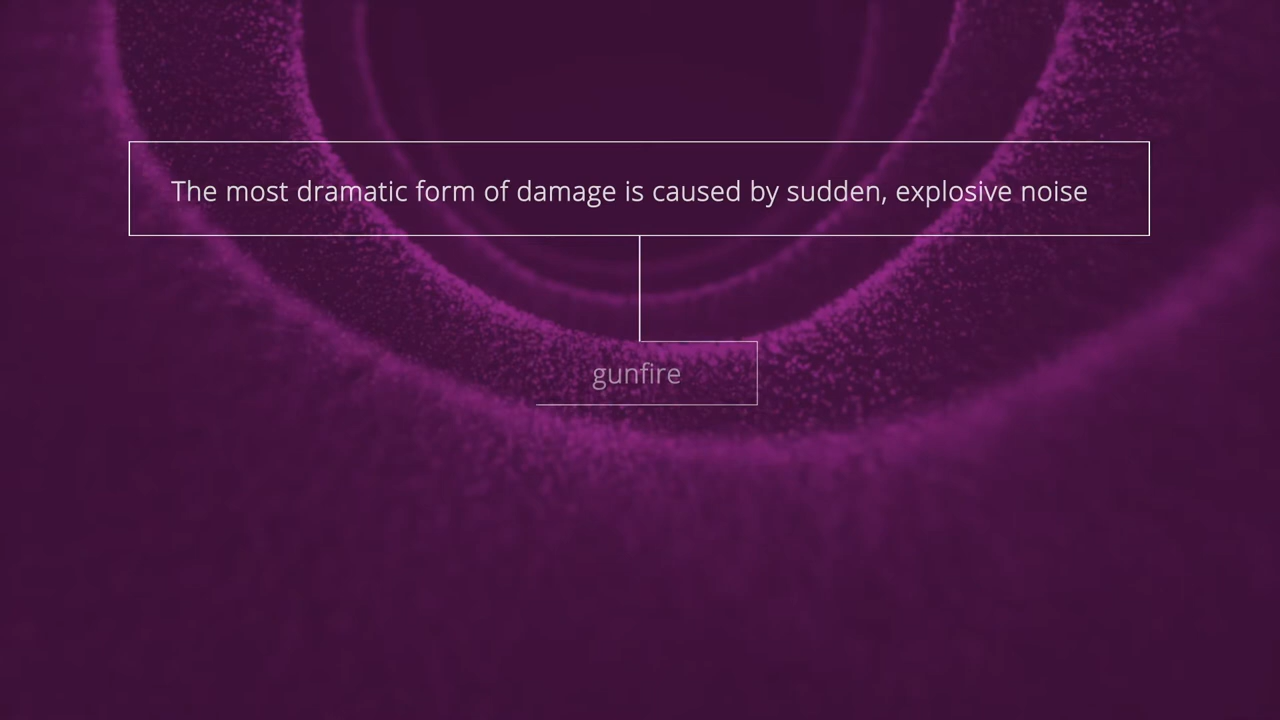 The most dramatic form of damage is caused by sudden, explosive noise
gunfire